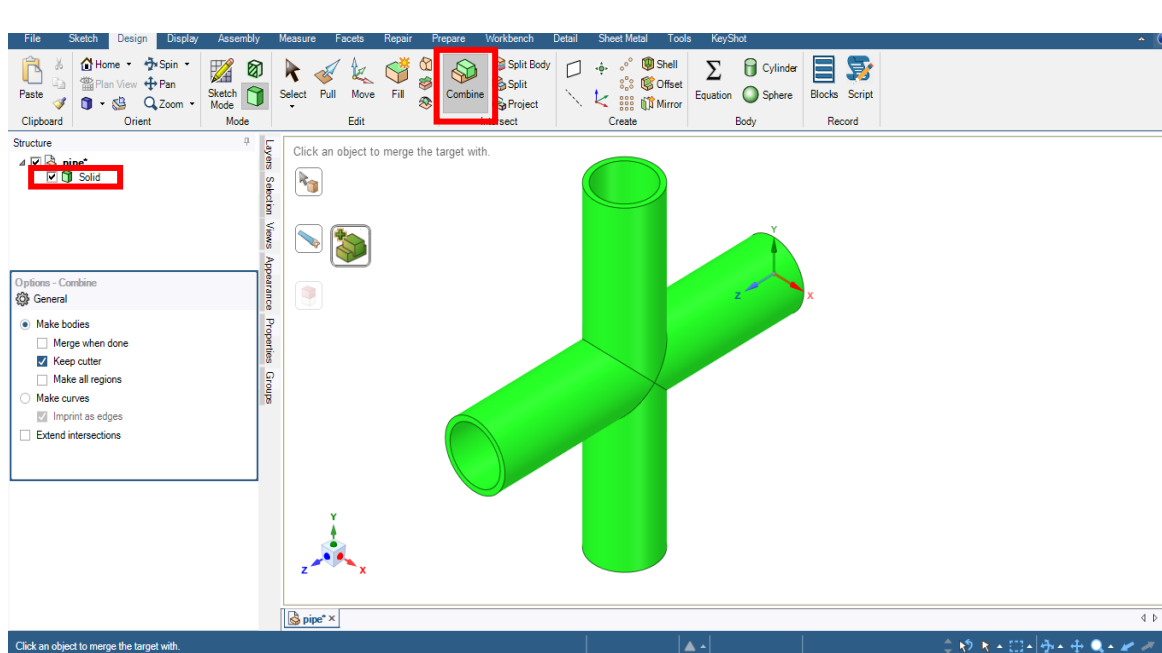 File Sketch Design Display Assembly Measure Facets Repair Prepare Workbench Detail Sheet Metal Tools KeyShot
Home Spin Split Body Shell Cylinder
Plan View Pan Split Offset
Paste Zoom Sketch Mode Select Pull Move Fill Combine Project Mirror Equation Sphere Blocks Script
Clipboard Orient Mode Edit Intersect Create Body Record
Structure
pipe*
Solid
Layers
Selection
Views
Appearance
Properties
Groups
Options - Combine
General
Make bodies
Merge when done
Keep cutter
Make all regions
Make curves
Imprint as edges
Extend intersections
Click an object to merge the target with.
Y
Z X
Y
Z X
pipe* ×
Click an object to merge the target with.